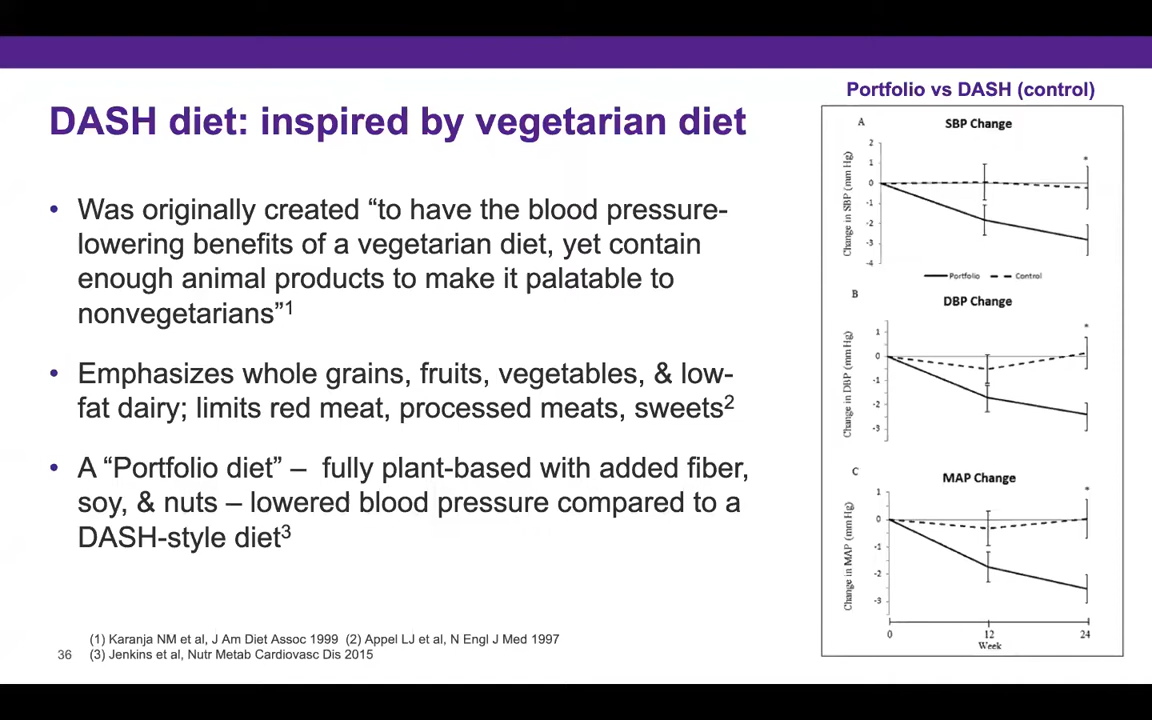 DASH diet: inspired by vegetarian diet
• Was originally created “to have the blood pressure-
lowering benefits of a vegetarian diet, yet contain
enough animal products to make it palatable to
nonvegetarians”1
• Emphasizes whole grains, fruits, vegetables, & low-
fat dairy; limits red meat, processed meats, sweets2
• A “Portfolio diet” – fully plant-based with added fiber,
soy, & nuts – lowered blood pressure compared to a
DASH-style diet3
(1) Karanja NM et al, J Am Diet Assoc 1999 (2) Appel LJ et al, N Engl J Med 1997
36 (3) Jenkins et al, Nutr Metab Cardiovasc Dis 2015
Portfolio vs DASH (control)
A
SBP Change
Change in SBP (mm Hg)
2
1
0
-1
-2
-3
-4
*
Portfolio Control
B
DBP Change
Change in DBP (mm Hg)
1
0
-1
-2
-3
*
C
MAP Change
Change in MAP (mm Hg)
1
0
-1
-2
-3
*
0 12 24
Week